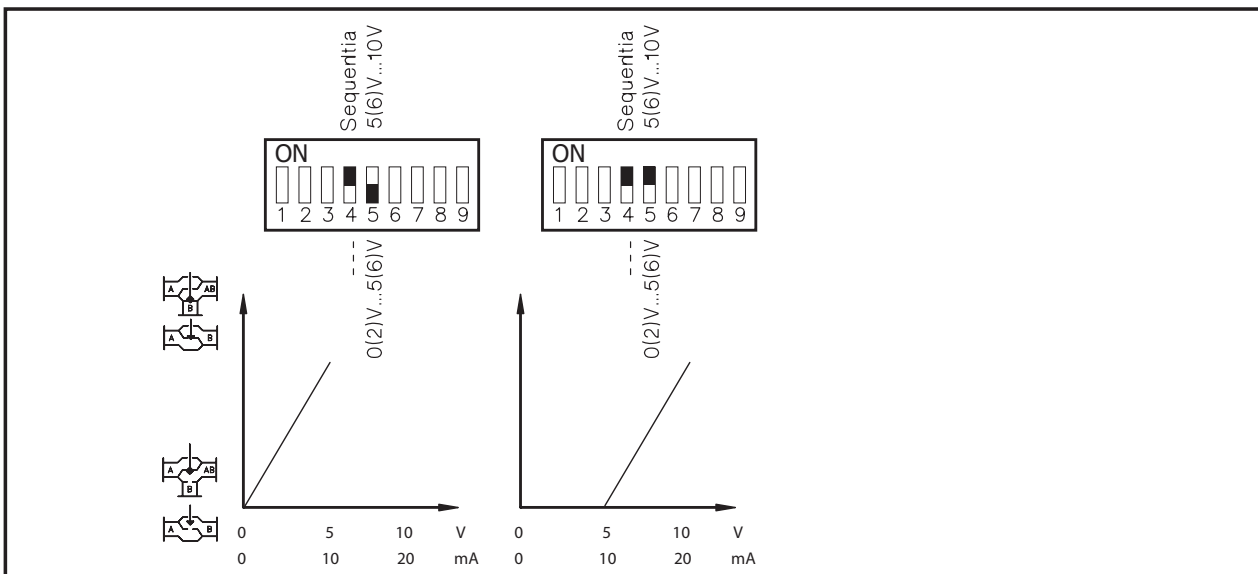 Sequentia
5(6)V...10V
ON
1 2 3 4 5 6 7 8 9
---
0(2)V...5(6)V
Sequentia
5(6)V...10V
ON
1 2 3 4 5 6 7 8 9
---
0(2)V...5(6)V
A AB
B
A B
A AB
B
A B
0 5 10 V
0 10 20 mA
0 5 10 V
0 10 20 mA